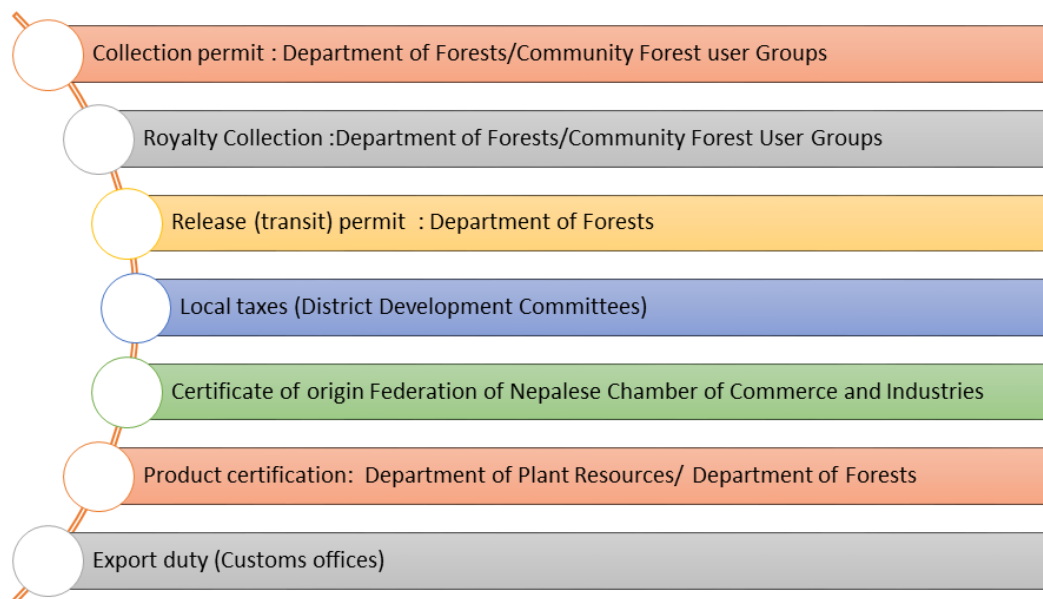 Collection permit : Department of Forests/Community Forest user Groups
Royalty Collection :Department of Forests/Community Forest User Groups
Release (transit) permit : Department of Forests
Local taxes (District Development Committees)
Certificate of origin Federation of Nepalese Chamber of Commerce and Industries
Product certification: Department of Plant Resources/ Department of Forests
Export duty (Customs offices)